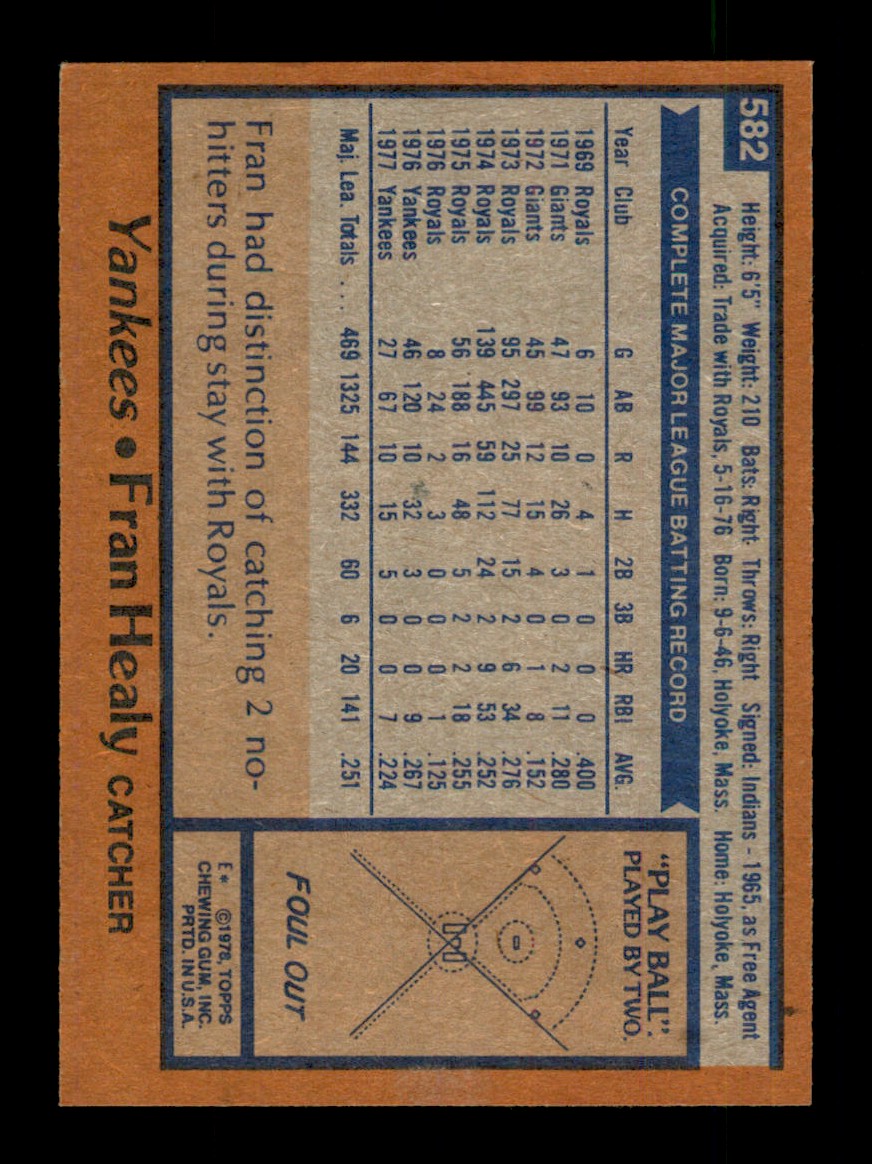 582
Height: 6'5" Weight: 210 Bats: Right Throws: Right Signed: Indians - 1965, as Free Agent
Acquired: Trade with Royals, 5-16-76 Born: 9-6-46, Holyoke, Mass. Home: Holyoke, Mass.
COMPLETE MAJOR LEAGUE BATTING RECORD
Year Club G AB R H 2B 3B HR RBI AVG.
1969 Royals 6 10 0 4 1 0 0 0 .400
1971 Giants 47 93 10 26 3 0 2 11 .280
1972 Giants 45 99 12 15 4 0 1 8 .152
1973 Royals 95 297 25 77 15 2 6 34 .276
1974 Royals 139 445 59 112 24 2 9 53 .252
1975 Royals 56 188 16 48 5 2 2 18 .255
1976 Royals 8 24 2 3 0 0 0 1 .125
1976 Yankees 46 120 10 32 3 0 0 9 .267
1977 Yankees 27 67 10 15 5 0 0 7 .224
Maj. Lea. Totals . . . 469 1325 144 332 60 6 20 141 .251
Fran had distinction of catching 2 no-
hitters during stay with Royals.
"PLAY BALL".
PLAYED BY TWO.
FOUL OUT
E* ©1978, TOPPS
CHEWING GUM, INC.
PRTD. IN U.S.A.
Yankees • Fran Healy CATCHER